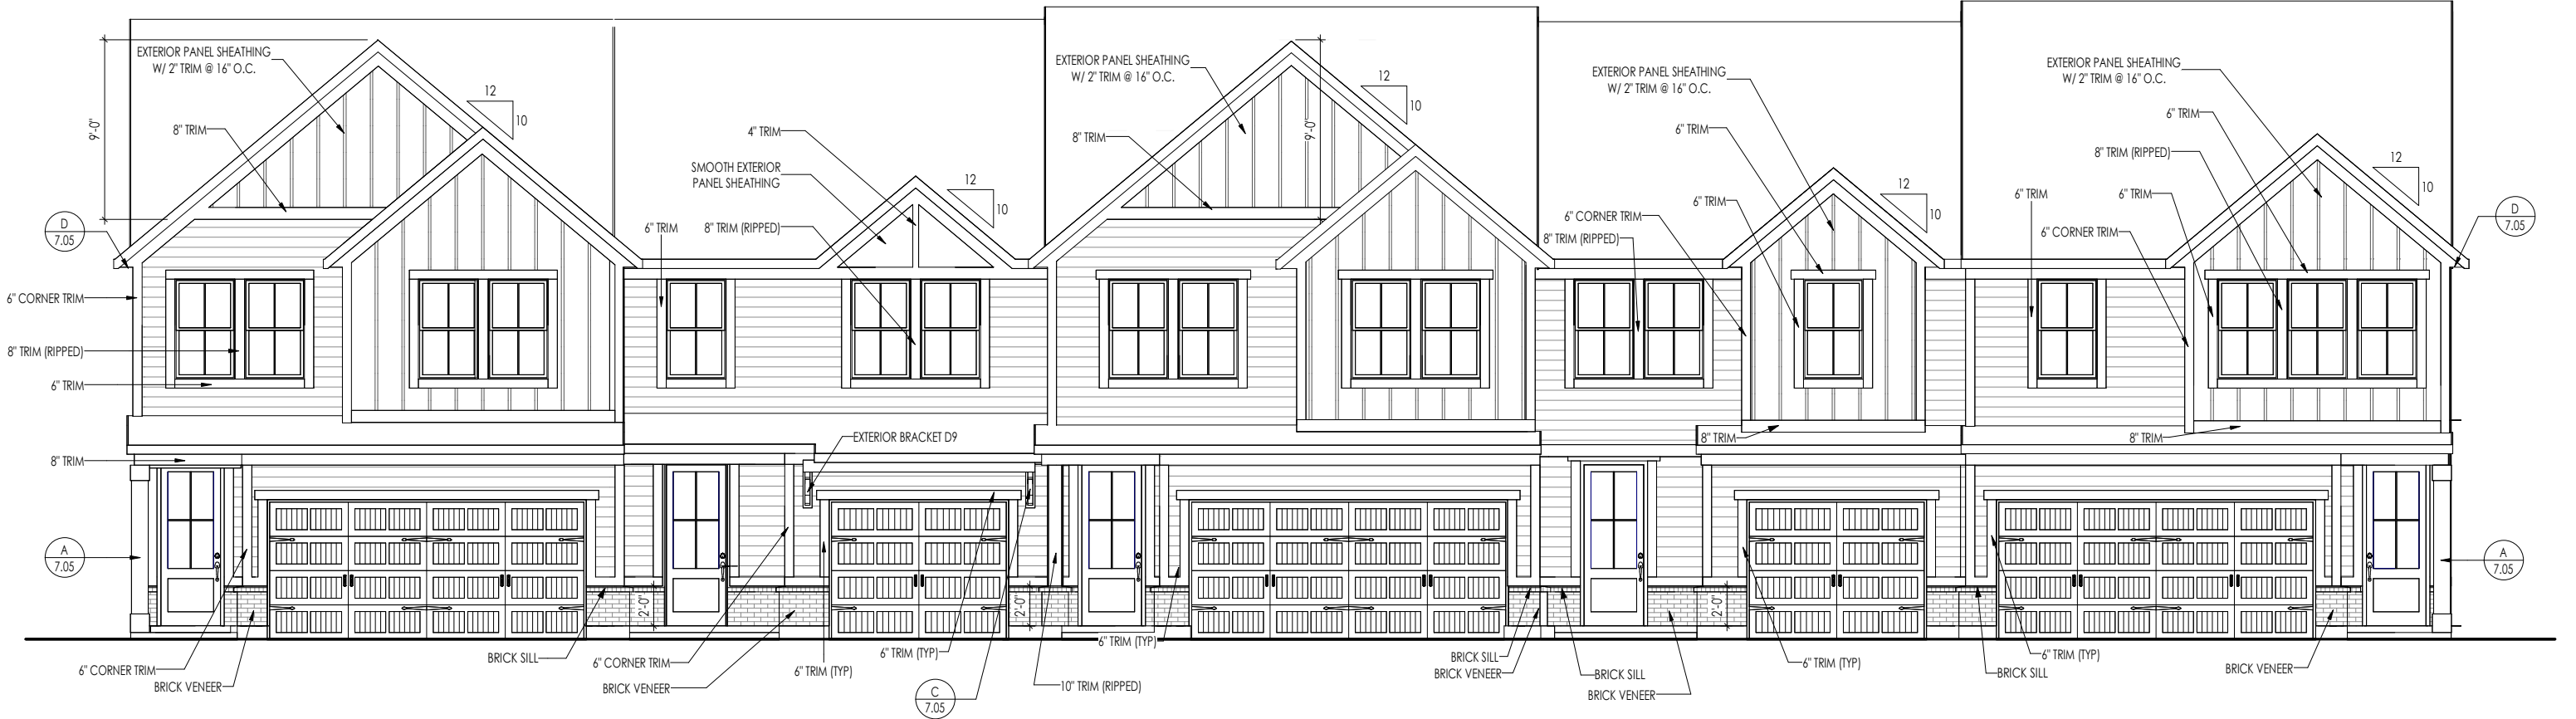 EXTERIOR PANEL SHEATHING
W/ 2" TRIM @ 16" O.C.
9'-0"
8" TRIM
12
10
D
7.05
6" CORNER TRIM
8" TRIM (RIPPED)
6" TRIM
8" TRIM
A
7.05
6" CORNER TRIM
BRICK VENEER
BRICK SILL
2'-0"
4" TRIM
SMOOTH EXTERIOR
PANEL SHEATHING
12
10
6" TRIM
8" TRIM (RIPPED)
EXTERIOR BRACKET D9
6" CORNER TRIM
BRICK VENEER
6" TRIM (TYP)
6" TRIM (TYP)
C
7.05
2'-0"
10" TRIM (RIPPED)
EXTERIOR PANEL SHEATHING
W/ 2" TRIM @ 16" O.C.
8" TRIM
9'-0"
12
10
6" TRIM (TYP)
BRICK SILL
BRICK VENEER
EXTERIOR PANEL SHEATHING
W/ 2" TRIM @ 16" O.C.
6" TRIM
6" TRIM
6" CORNER TRIM
8" TRIM (RIPPED)
12
10
8" TRIM
BRICK SILL
BRICK VENEER
2'-0"
6" TRIM (TYP)
EXTERIOR PANEL SHEATHING
W/ 2" TRIM @ 16" O.C.
6" TRIM
8" TRIM (RIPPED)
6" TRIM
6" TRIM
6" CORNER TRIM
12
10
D
7.05
8" TRIM
A
7.05
6" TRIM (TYP)
BRICK SILL
BRICK VENEER